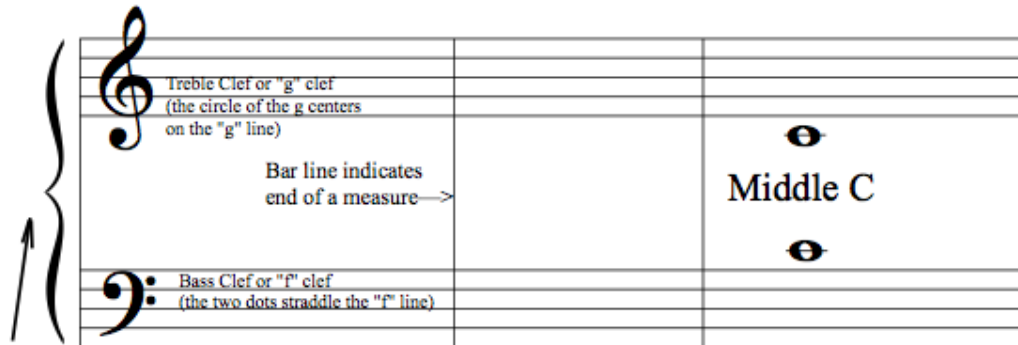 Treble Clef or "g" clef
(the circle of the g centers
on the "g" line)
Bar line indicates
end of a measure
Middle C
Bass Clef or "f" clef
(the two dots straddle the "f" line)